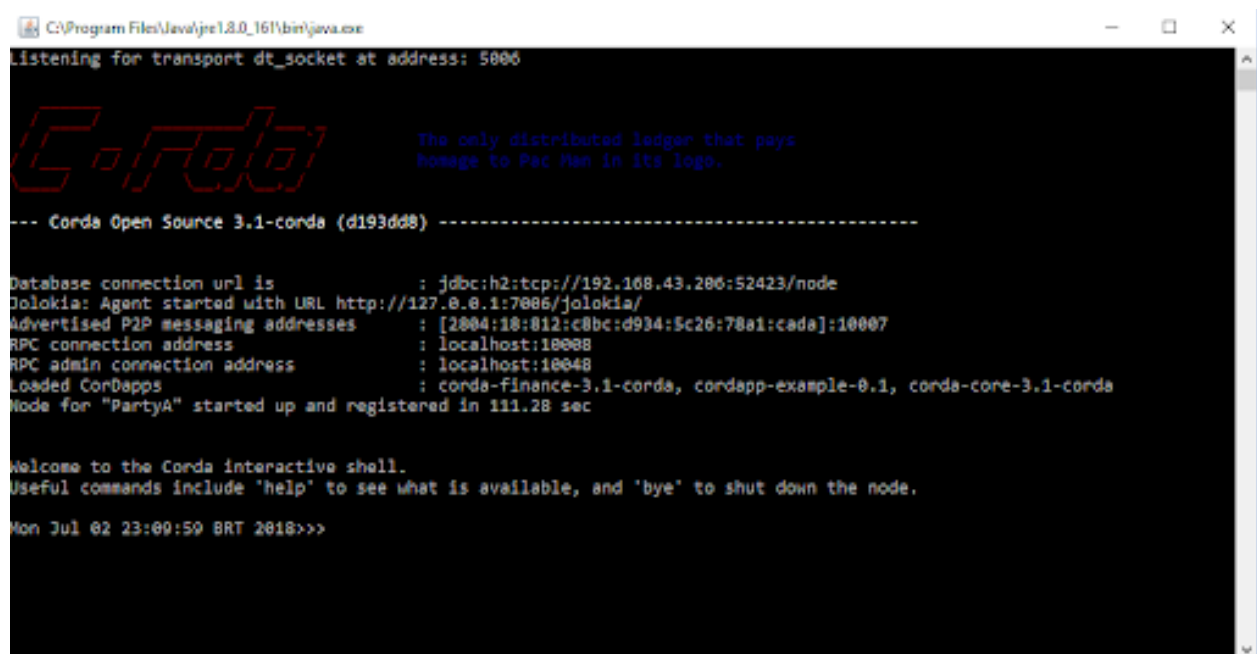 C:\Program Files\Java\jre1.8.0_161\bin\java.exe
Listening for transport dt_socket at address: 5006
Corda
The only distributed ledger that pays
homage to Pac Man in its logo.
--- Corda Open Source 3.1-corda (d193dd8) -----------------------------------------------
Database connection url is : jdbc:h2:tcp://192.168.43.206:52423/node
Jolokia: Agent started with URL http://127.0.0.1:7006/jolokia/
Advertised P2P messaging addresses : [2804:18:812:c8bc:d934:5c26:78a1:cada]:10007
RPC connection address : localhost:10008
RPC admin connection address : localhost:10048
Loaded CorDapps : corda-finance-3.1-corda, cordapp-example-0.1, corda-core-3.1-corda
Node for "PartyA" started up and registered in 111.28 sec
Welcome to the Corda interactive shell.
Useful commands include 'help' to see what is available, and 'bye' to shut down the node.
Mon Jul 02 23:09:59 BRT 2018>>>